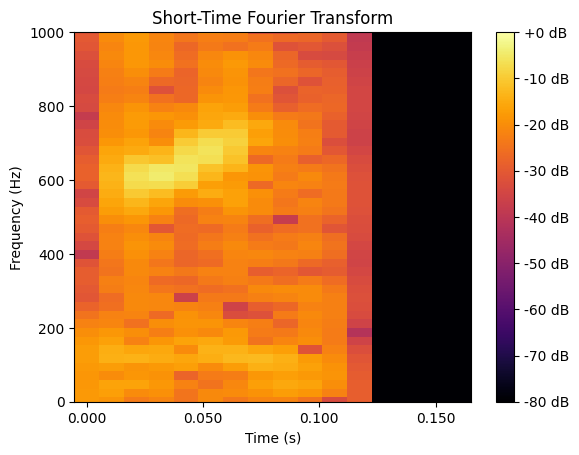 Short-Time Fourier Transform
1000
800
600
400
200
0
Frequency (Hz)
0.000
0.050
0.100
0.150
Time (s)
+0 dB
-10 dB
-20 dB
-30 dB
-40 dB
-50 dB
-60 dB
-70 dB
-80 dB